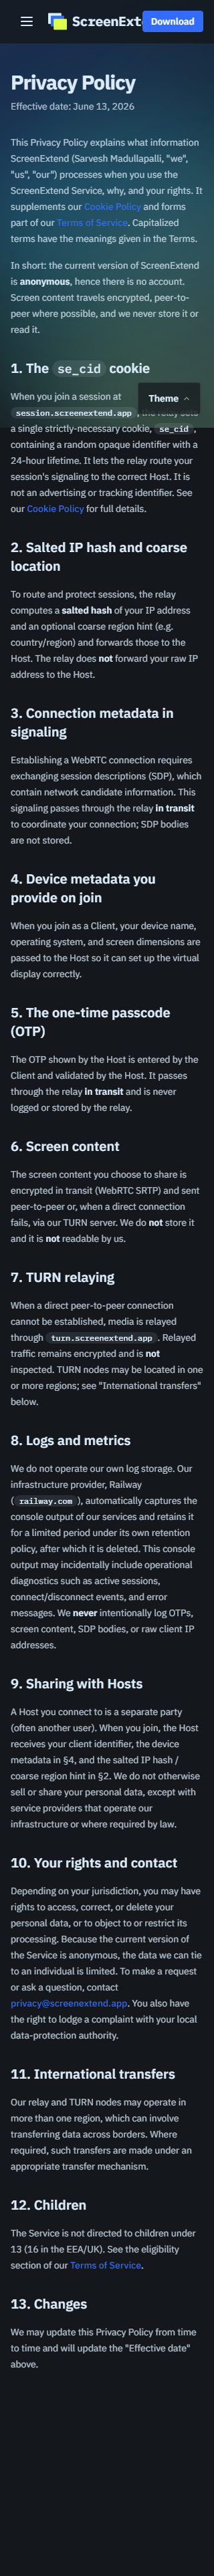 ScreenExt
Download
Privacy Policy
Effective date: June 13, 2026
This Privacy Policy explains what information
ScreenExtend (Sarvesh Madullapalli, "we",
"us", "our") processes when you use the
ScreenExtend Service, why, and your rights. It
supplements our Cookie Policy and forms
part of our Terms of Service. Capitalized
terms have the meanings given in the Terms.
In short: the current version of ScreenExtend
is anonymous, hence there is no account.
Screen content travels encrypted, peer-to-
peer where possible, and we never store it or
read it.
1. The se_cid cookie
When you join a session at
Theme
session.screenextend.app, the relay sets
a single strictly-necessary cookie, se_cid,
containing a random opaque identifier with a
24-hour lifetime. It lets the relay route your
session's signaling to the correct Host. It is
not an advertising or tracking identifier. See
our Cookie Policy for full details.
2. Salted IP hash and coarse
location
To route and protect sessions, the relay
computes a salted hash of your IP address
and an optional coarse region hint (e.g.
country/region) and forwards those to the
Host. The relay does not forward your raw IP
address to the Host.
3. Connection metadata in
signaling
Establishing a WebRTC connection requires
exchanging session descriptions (SDP), which
contain network candidate information. This
signaling passes through the relay in transit
to coordinate your connection; SDP bodies
are not stored.
4. Device metadata you
provide on join
When you join as a Client, your device name,
operating system, and screen dimensions are
passed to the Host so it can set up the virtual
display correctly.
5. The one-time passcode
(OTP)
The OTP shown by the Host is entered by the
Client and validated by the Host. It passes
through the relay in transit and is never
logged or stored by the relay.
6. Screen content
The screen content you choose to share is
encrypted in transit (WebRTC SRTP) and sent
peer-to-peer or, when a direct connection
fails, via our TURN server. We do not store it
and it is not readable by us.
7. TURN relaying
When a direct peer-to-peer connection
cannot be established, media is relayed
through turn.screenextend.app. Relayed
traffic remains encrypted and is not
inspected. TURN nodes may be located in one
or more regions; see "International transfers"
below.
8. Logs and metrics
We do not operate our own log storage. Our
infrastructure provider, Railway
(railway.com), automatically captures the
console output of our services and retains it
for a limited period under its own retention
policy, after which it is deleted. This console
output may incidentally include operational
diagnostics such as active sessions,
connect/disconnect events, and error
messages. We never intentionally log OTPs,
screen content, SDP bodies, or raw client IP
addresses.
9. Sharing with Hosts
A Host you connect to is a separate party
(often another user). When you join, the Host
receives your client identifier, the device
metadata in §4, and the salted IP hash /
coarse region hint in §2. We do not otherwise
sell or share your personal data, except with
service providers that operate our
infrastructure or where required by law.
10. Your rights and contact
Depending on your jurisdiction, you may have
rights to access, correct, or delete your
personal data, or to object to or restrict its
processing. Because the current version of
the Service is anonymous, the data we can tie
to an individual is limited. To make a request
or ask a question, contact
privacy@screenextend.app. You also have
the right to lodge a complaint with your local
data-protection authority.
11. International transfers
Our relay and TURN nodes may operate in
more than one region, which can involve
transferring data across borders. Where
required, such transfers are made under an
appropriate transfer mechanism.
12. Children
The Service is not directed to children under
13 (16 in the EEA/UK). See the eligibility
section of our Terms of Service.
13. Changes
We may update this Privacy Policy from time
to time and will update the "Effective date"
above.